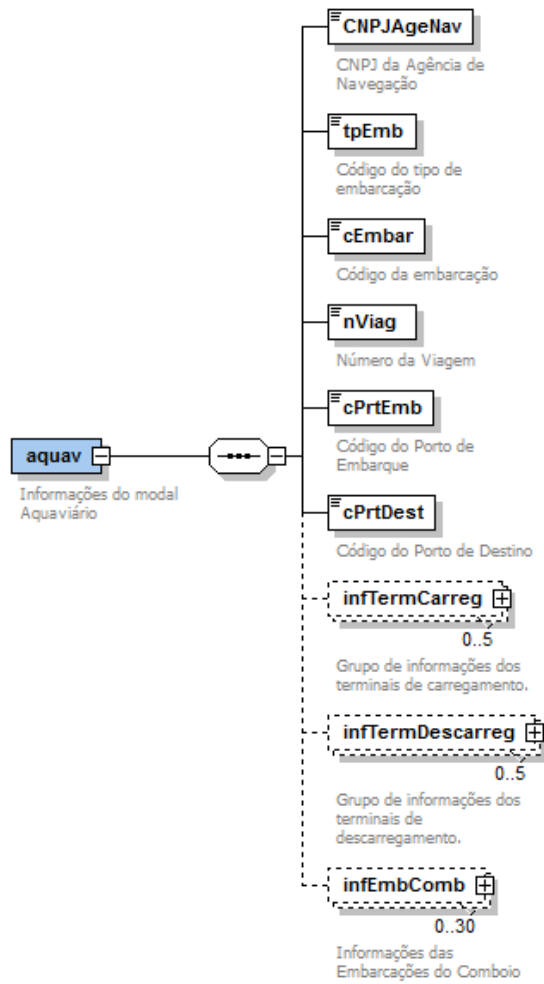 CNPJAgeNav
CNPJ da Agência de
Navegação
tpEmb
Código do tipo de
embarcação
cEmbar
Código da embarcação
nViag
Número da Viagem
cPrtEmb
Código do Porto de
Embarque
aquav
Informações do modal
Aquaviário
cPrtDest
Código do Porto de Destino
infTermCarreg
0..5
Grupo de informações dos
terminais de carregamento.
infTermDescarreg
0..5
Grupo de informações dos
terminais de
descarregamento.
infEmbComb
0..30
Informações das
Embarcações do Comboio